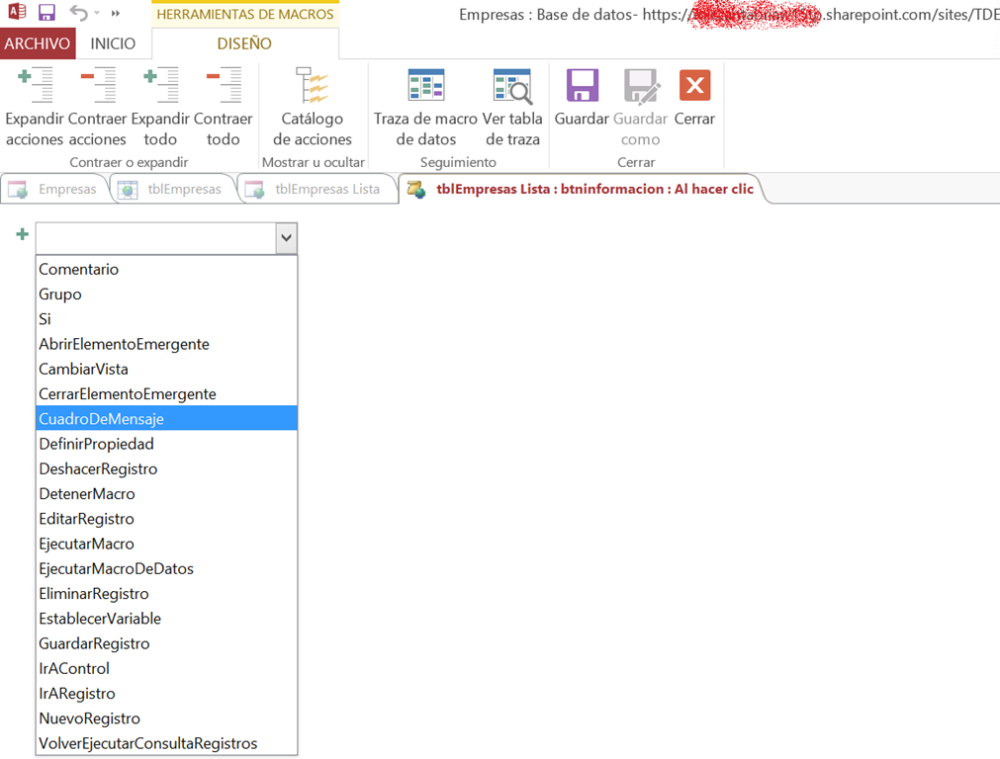 HERRAMIENTAS DE MACROS
Empresas : Base de datos- https:/
.sharepoint.com/sites/TDE
ARCHIVO INICIO DISEÑO
Expandir Contraer Expandir Contraer Catálogo Traza de macro Ver tabla Guardar Guardar Cerrar
acciones acciones todo todo de acciones de datos de traza como
Contraer o expandir Mostrar u ocultar Seguimiento Cerrar
Empresas tblEmpresas tblEmpresas Lista tblEmpresas Lista : btninformacion : Al hacer clic
Comentario
Grupo
Si
AbrirElementoEmergente
CambiarVista
CerrarElementoEmergente
CuadroDeMensaje
DefinirPropiedad
DeshacerRegistro
DetenerMacro
EditarRegistro
EjecutarMacro
EjecutarMacroDeDatos
EliminarRegistro
EstablecerVariable
GuardarRegistro
IrAControl
IrARegistro
NuevoRegistro
VolverEjecutarConsultaRegistros